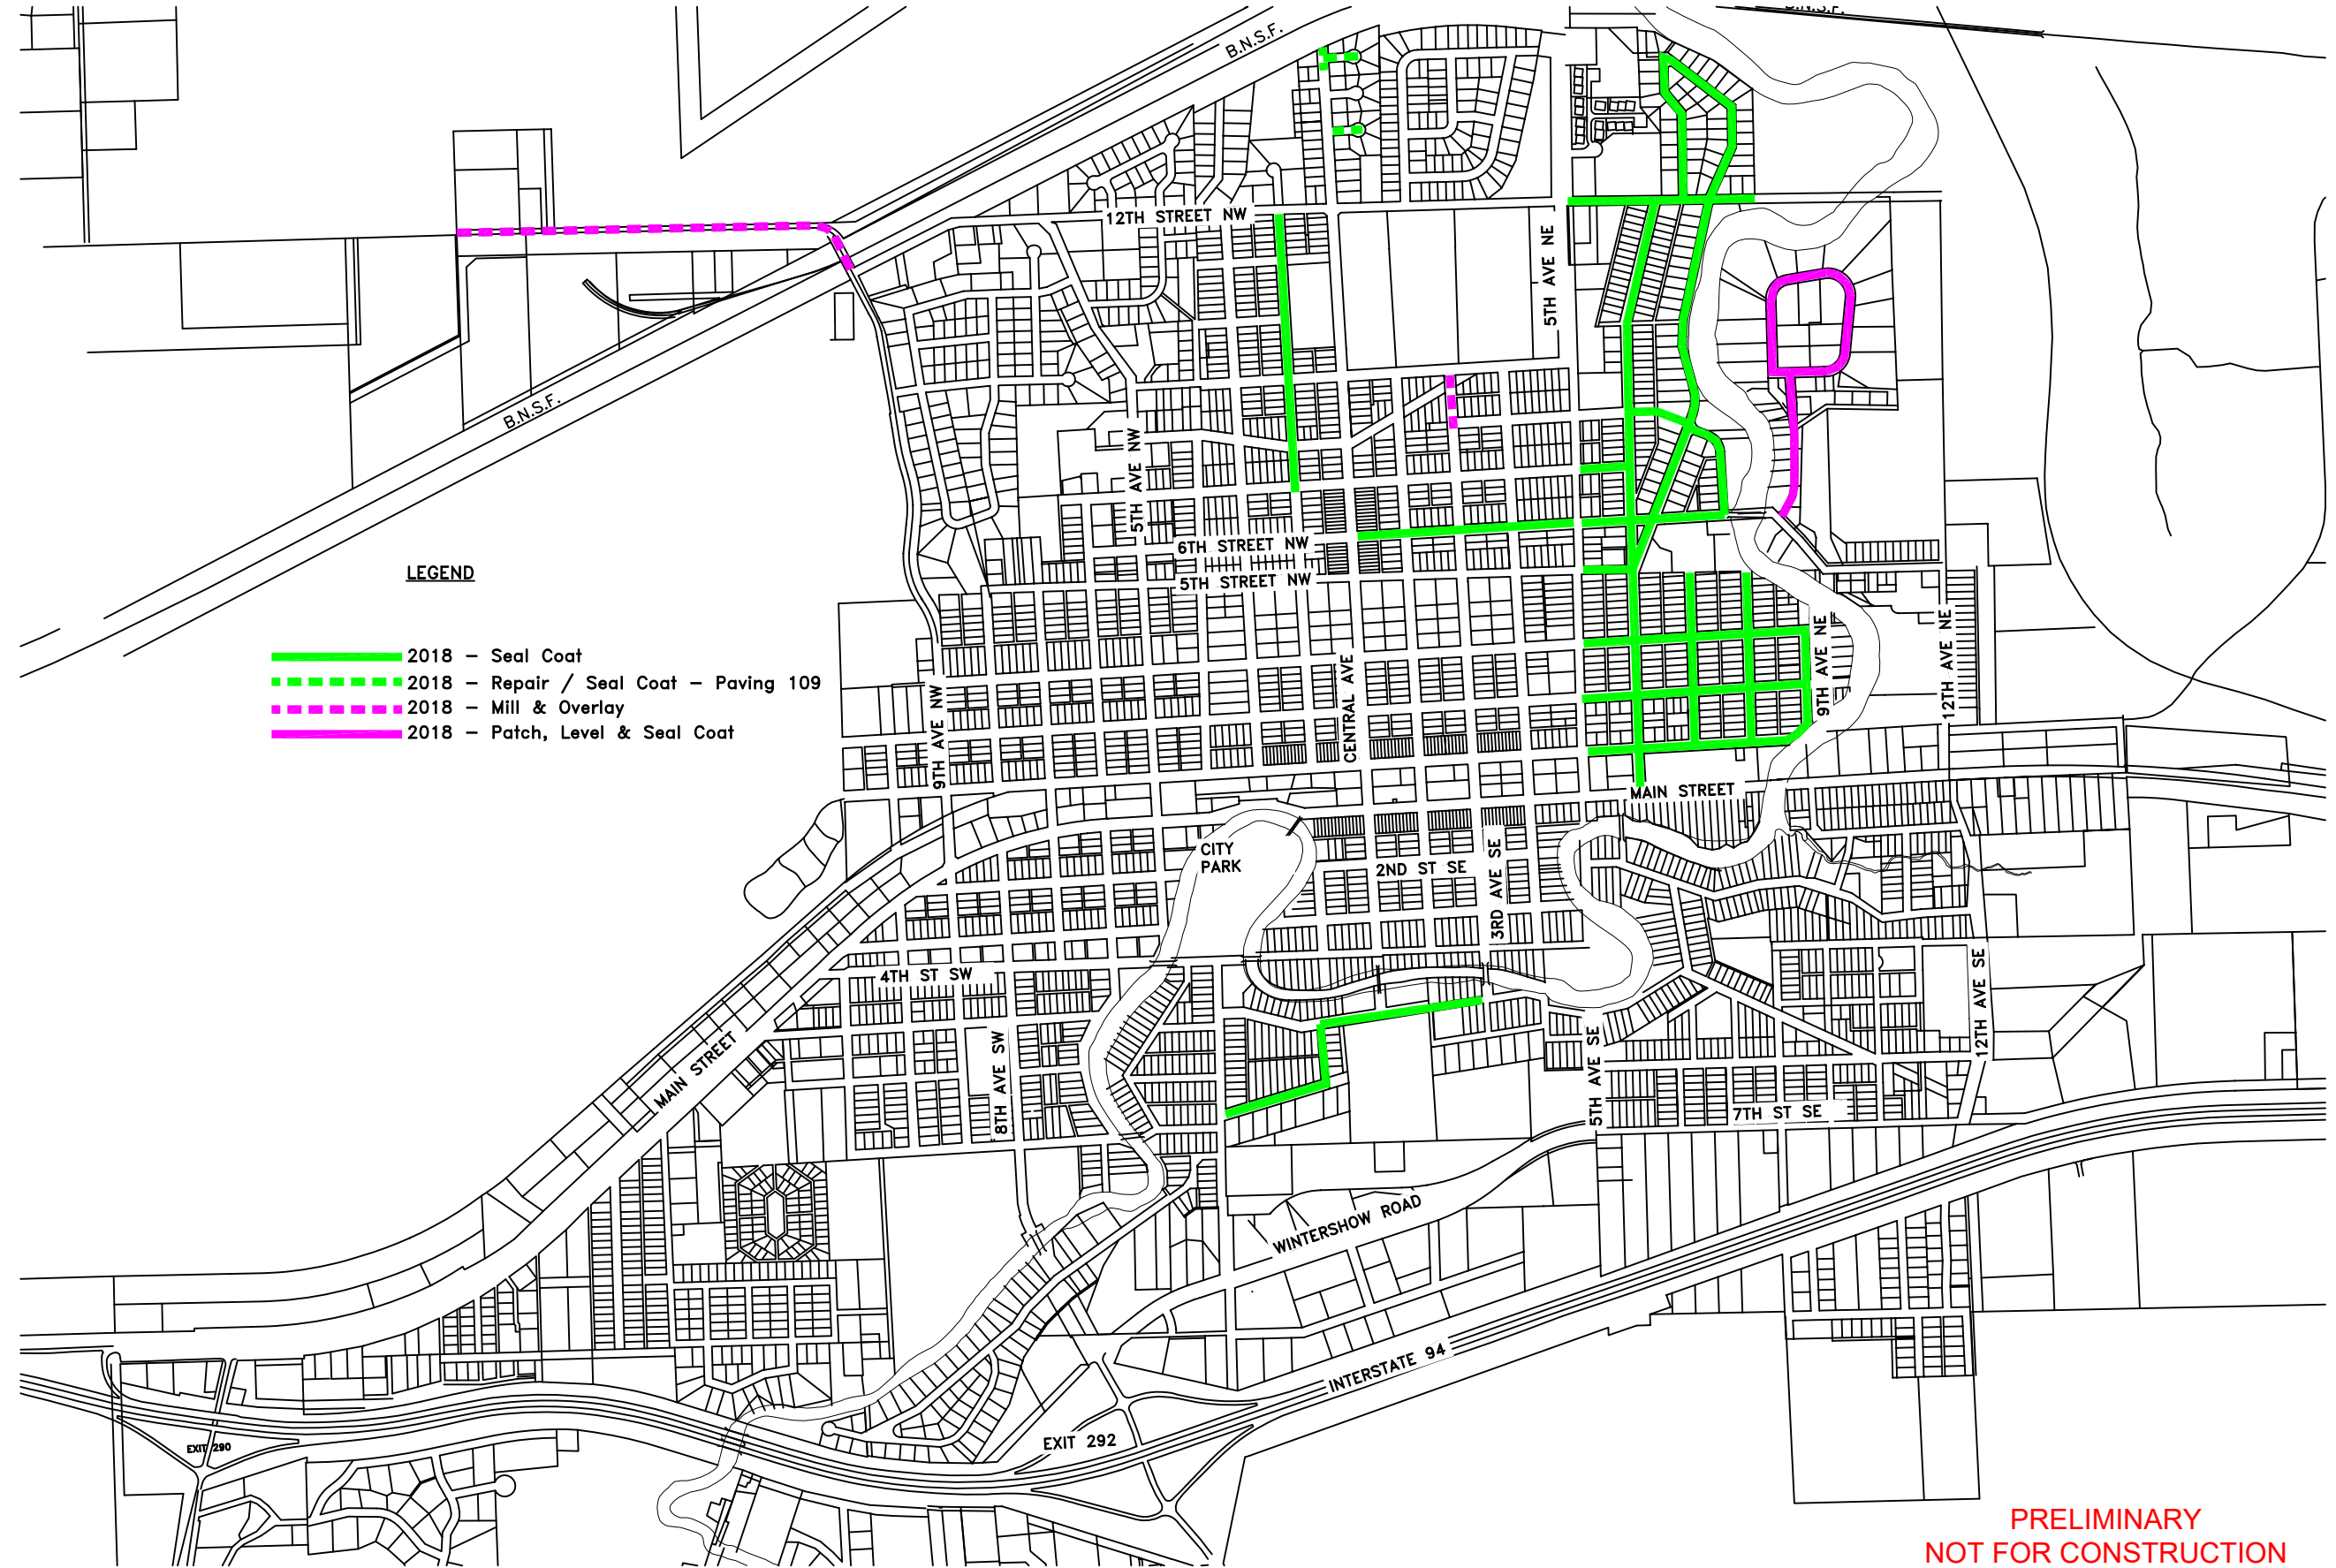 B.N.S.F.
B.N.S.F.
12TH STREET NW
5TH AVE NE
B.N.S.F.
5TH AVE NW
6TH STREET NW
5TH STREET NW
LEGEND
2018 - Seal Coat
2018 - Repair / Seal Coat - Paving 109
2018 - Mill & Overlay
2018 - Patch, Level & Seal Coat
9TH AVE NW
CENTRAL AVE
9TH AVE NE
12TH AVE NE
MAIN STREET
CITY
PARK
2ND ST SE
3RD AVE SE
4TH ST SW
MAIN STREET
8TH AVE SW
5TH AVE SE
12TH AVE SE
7TH ST SE
WINTERSHOW ROAD
INTERSTATE 94
EXIT 290
EXIT 292
PRELIMINARY
NOT FOR CONSTRUCTION